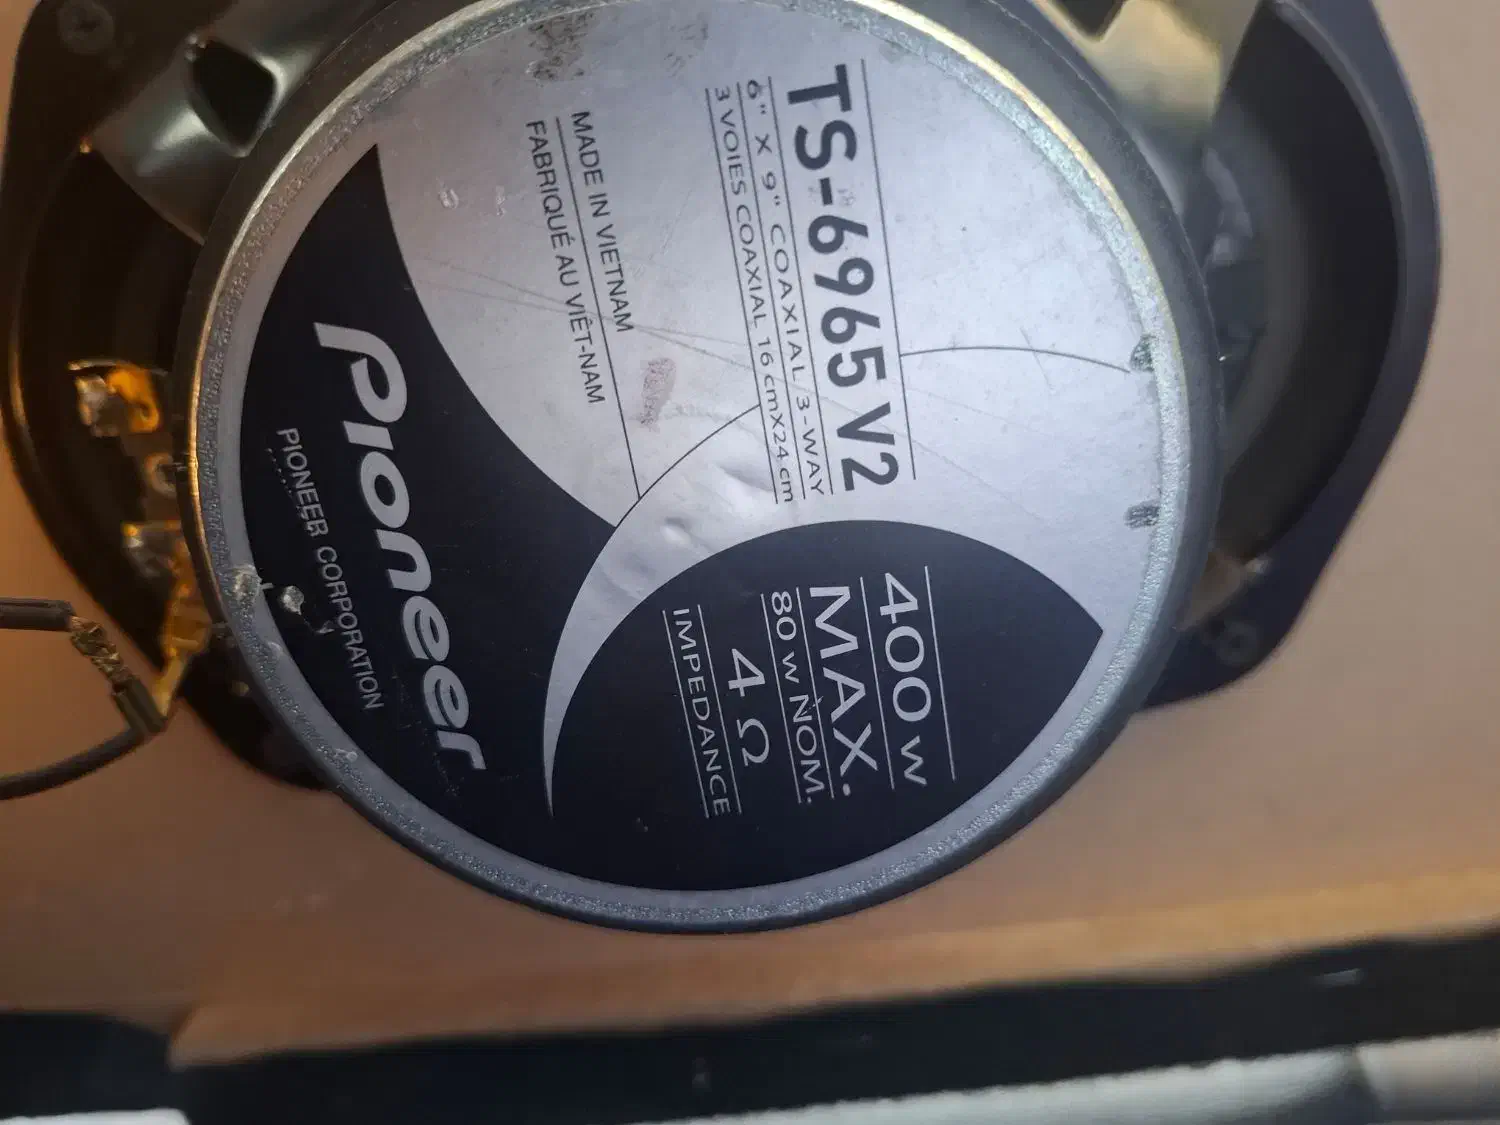 TS-6965 V2
6" X 9" COAXIAL 3-WAY
3 VOIES COAXIAL 16 cmX24 cm
MADE IN VIETNAM
FABRIQUÉ AU VIÊT-NAM
400 W
MAX.
80 W NOM.
4 Ω
IMPEDANCE
Pioneer
PIONEER CORPORATION